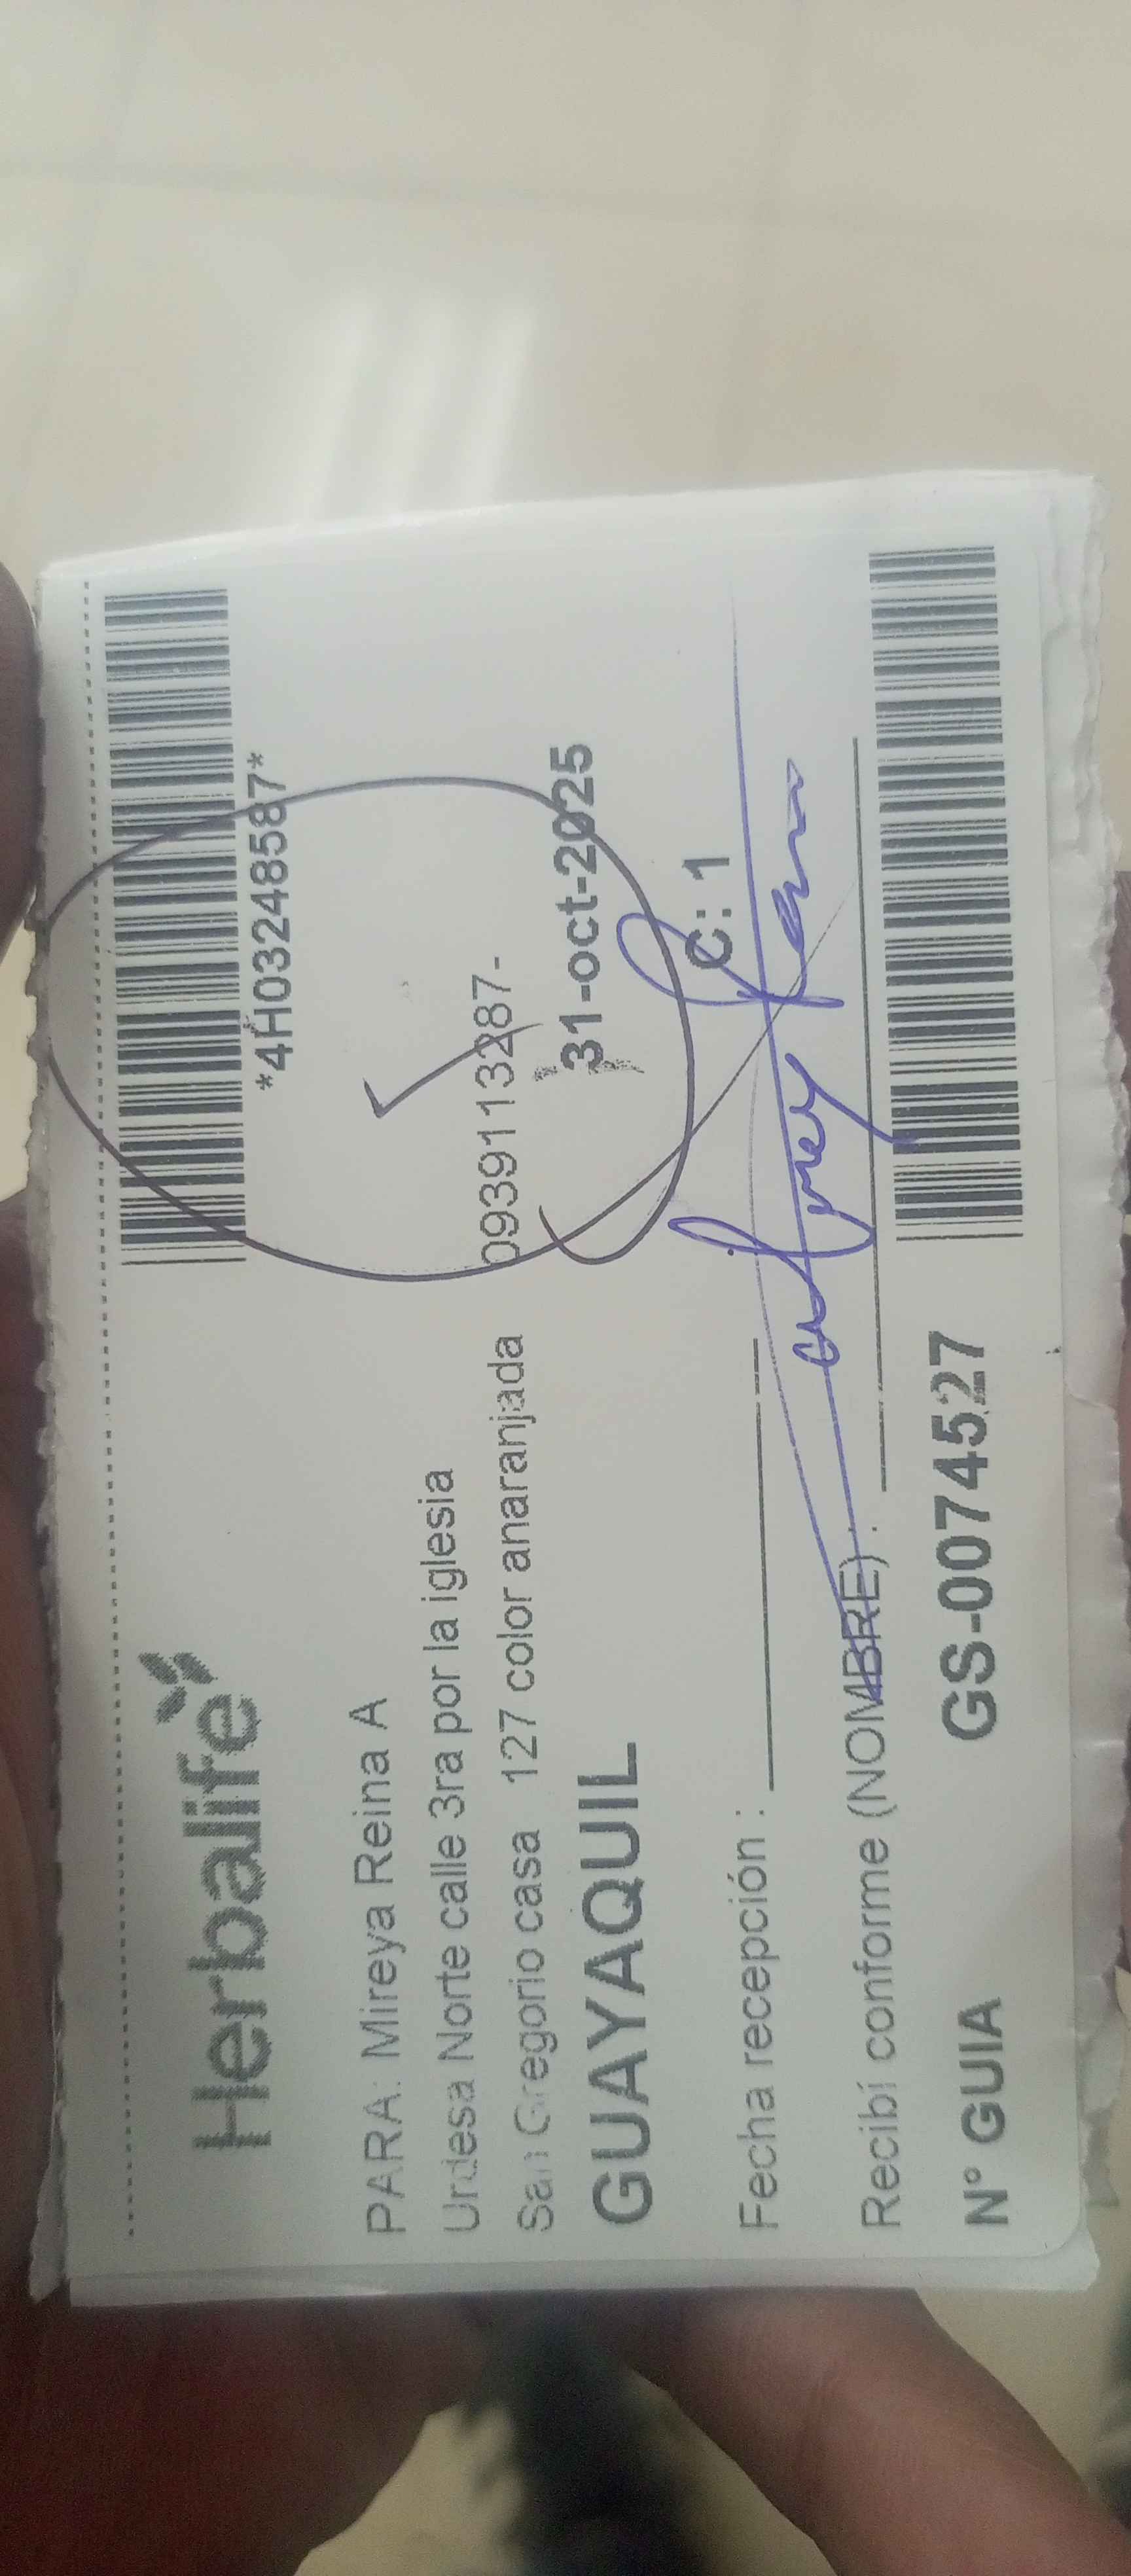 Herbalife
*4H03248587*
PARA: Mireya Reina A
Urdesa Norte calle 3ra por la iglesia
San Gregorio casa 127 color anaranjada
0939113287-
GUAYAQUIL
31-oct-2025
C: 1
Fecha recepción :
Recibí conforme (NOMBRE) :
N° GUIA GS-0074527